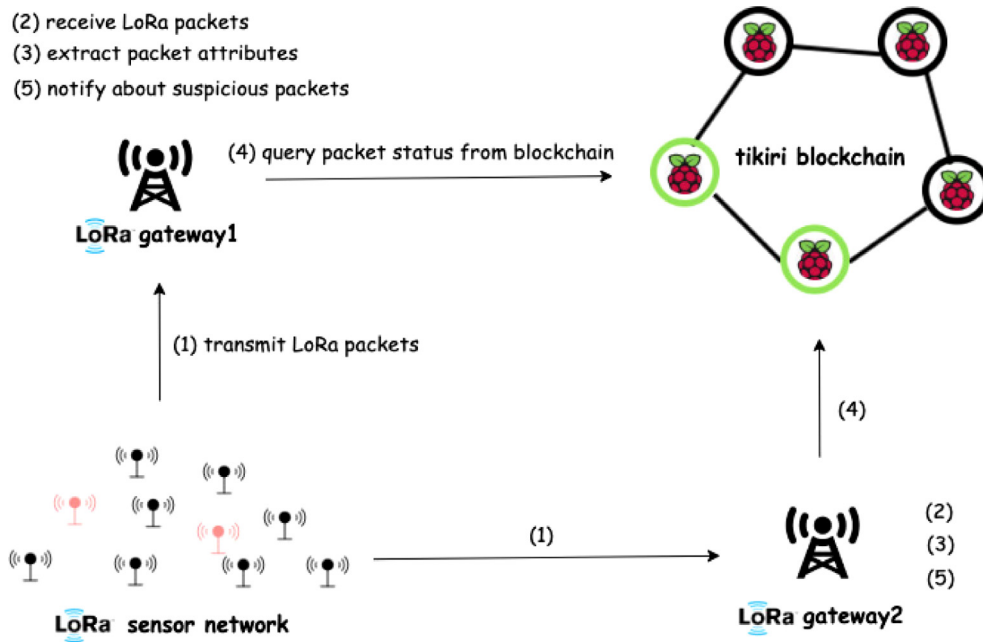 (2) receive LoRa packets
(3) extract packet attributes
(5) notify about suspicious packets
(4) query packet status from blockchain
tikiri blockchain
LoRa gateway1
(1) transmit LoRa packets
(4)
(1)
(2)
(3)
(5)
LoRa sensor network
LoRa gateway2